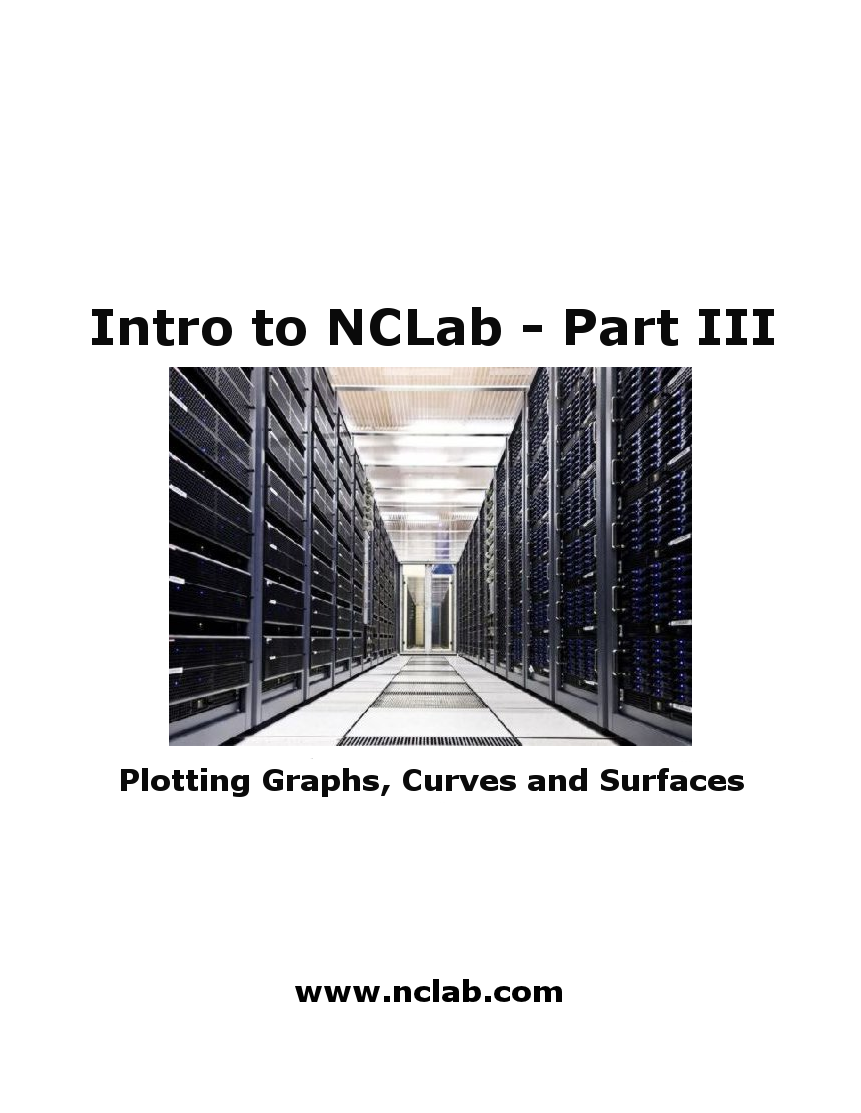 Intro to NCLab - Part III
Plotting Graphs, Curves and Surfaces
www.nclab.com